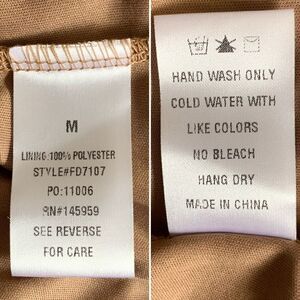 M
LINING:100% POLYESTER
STYLE#FD7107
PO:11006
RN#145959
SEE REVERSE
FOR CARE
HAND WASH ONLY
COLD WATER WITH
LIKE COLORS
NO BLEACH
HANG DRY
MADE IN CHINA